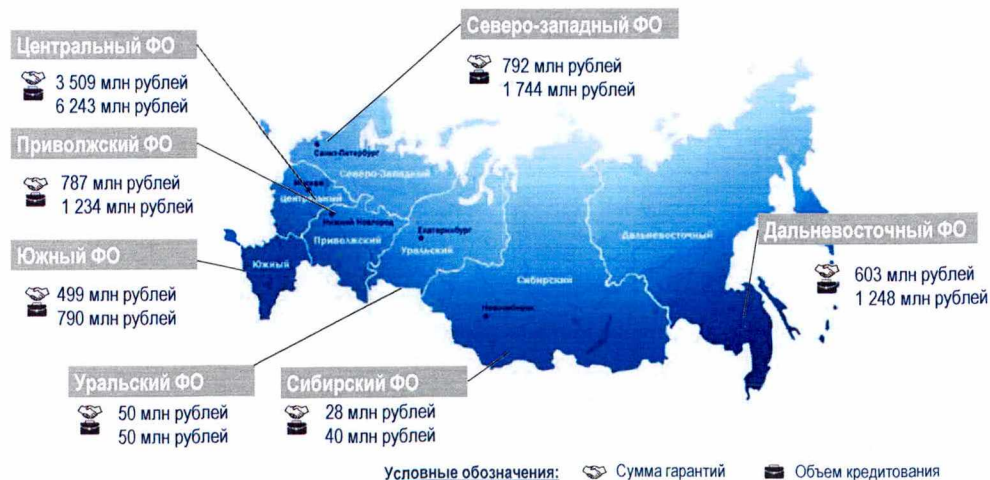 Северо-западный ФО
792 млн рублей
1 744 млн рублей
Центральный ФО
3 509 млн рублей
6 243 млн рублей
Приволжский ФО
787 млн рублей
1 234 млн рублей
Южный ФО
499 млн рублей
790 млн рублей
Уральский ФО
50 млн рублей
50 млн рублей
Сибирский ФО
28 млн рублей
40 млн рублей
Дальневосточный ФО
603 млн рублей
1 248 млн рублей
Санкт-Петербург
Северо-Западный
Москва
Центральный
Нижний Новгород
Приволжский
Екатеринбург
Уральский
Южный
Сибирский
Новосибирск
Дальневосточный
Условные обозначения: Сумма гарантий Объем кредитования